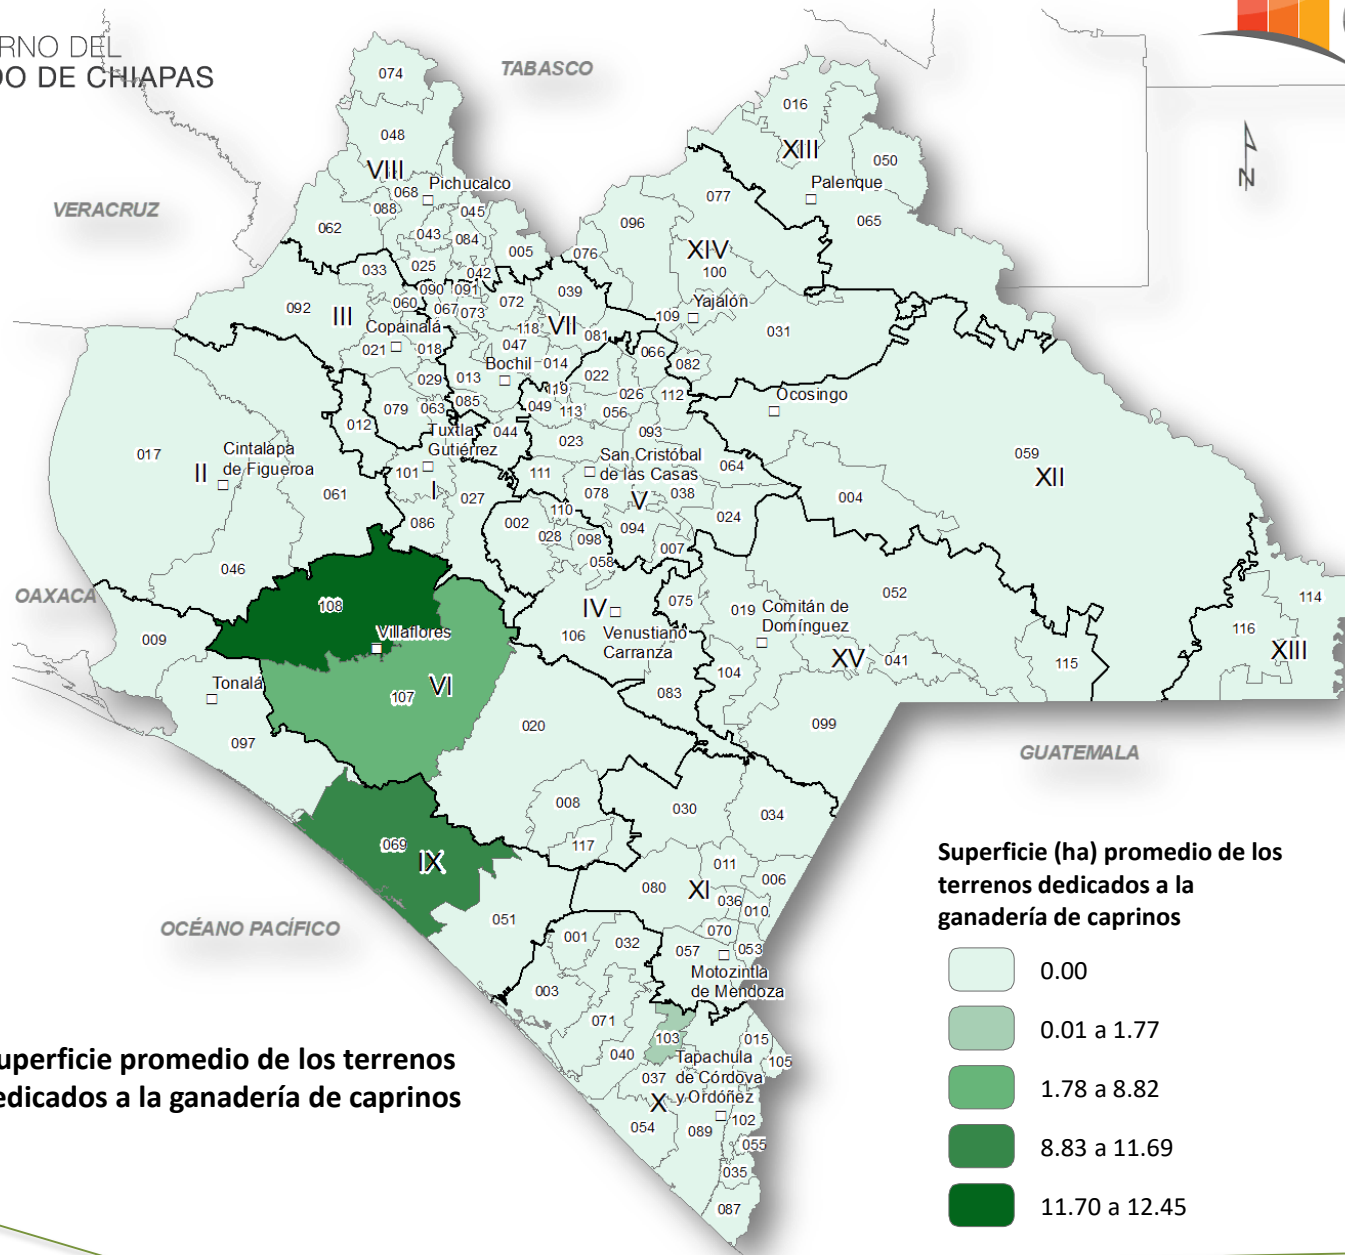 RNO DEL
DO DE CHIAPAS
TABASCO
VERACRUZ
OAXACA
GUATEMALA
OCÉANO PACÍFICO
N
074
048
VIII
068
Pichucalco
088
045
062
043
084
005
025
042
033
090
091
092
060
067
073
072
039
III
118
VII
081
Copainalá
021
018
047
Bochil
014
029
013
022
119
079
063
085
049
113
056
026
112
012
Tuxtla
Gutiérrez
044
023
093
016
XIII
050
Palenque
077
065
096
076
XIV
100
Yajalón
109
031
066
082
Ocosingo
059
XII
064
004
017
II
Cintalapa
de Figueroa
061
101
I
027
111
San Cristóbal
de las Casas
078
V
038
086
002
110
028
098
094
024
058
007
046
108
Villaflores
009
Tonalá
107
VI
097
IV
106
Venustiano
Carranza
075
019
Comitán de
Domínguez
052
104
XV
041
115
116
114
XIII
083
020
099
008
030
034
117
069
IX
051
080
XI
011
006
036
010
070
001
032
057
053
Motozintla
de Mendoza
003
071
103
015
040
Tapachula
de Córdova
y Ordóñez
105
037
X
054
089
102
055
035
087
Superficie (ha) promedio de los
terrenos dedicados a la
ganadería de caprinos
0.00
0.01 a 1.77
1.78 a 8.82
8.83 a 11.69
11.70 a 12.45
uperficie promedio de los terrenos
edicados a la ganadería de caprinos